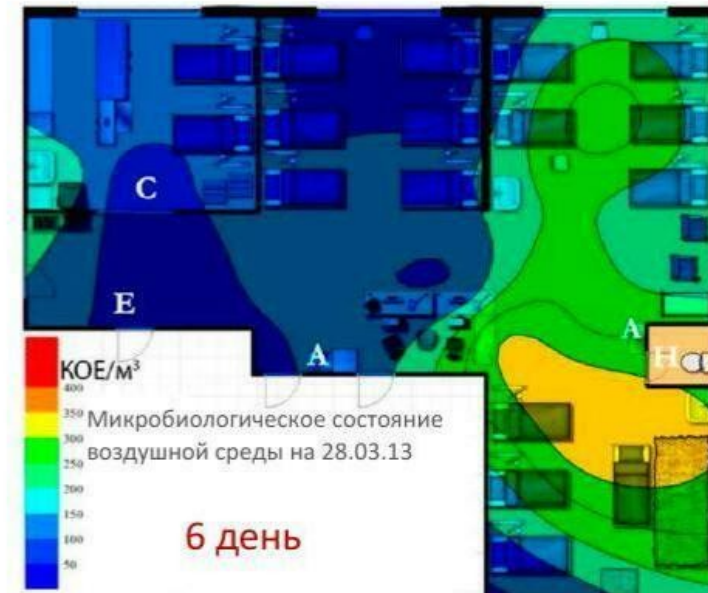 C
E
A
A
H
КОЕ/м³
400
350
300
250
200
150
100
50
Микробиологическое состояние
воздушной среды на 28.03.13
6 день